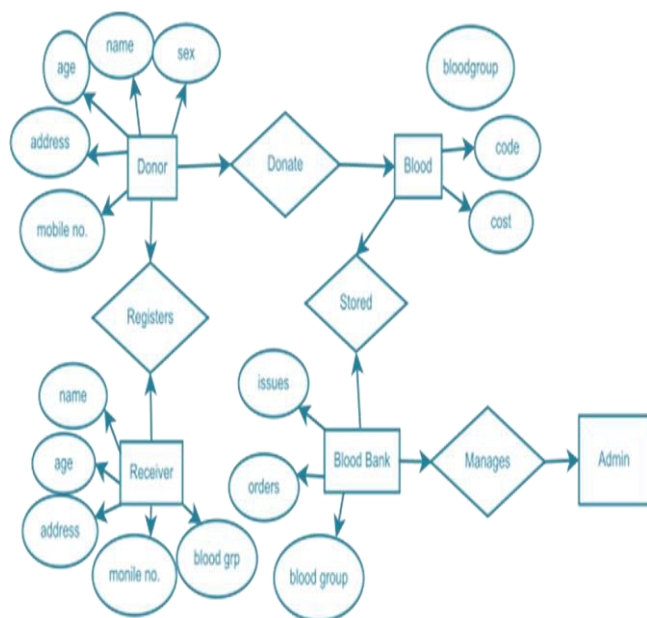 name
sex
age
bloodgroup
address
Donor
Donate
Blood
code
mobile no.
cost
Registers
Stored
name
issues
age
Receiver
Blood Bank
Manages
Admin
orders
address
blood grp
monile no.
blood group